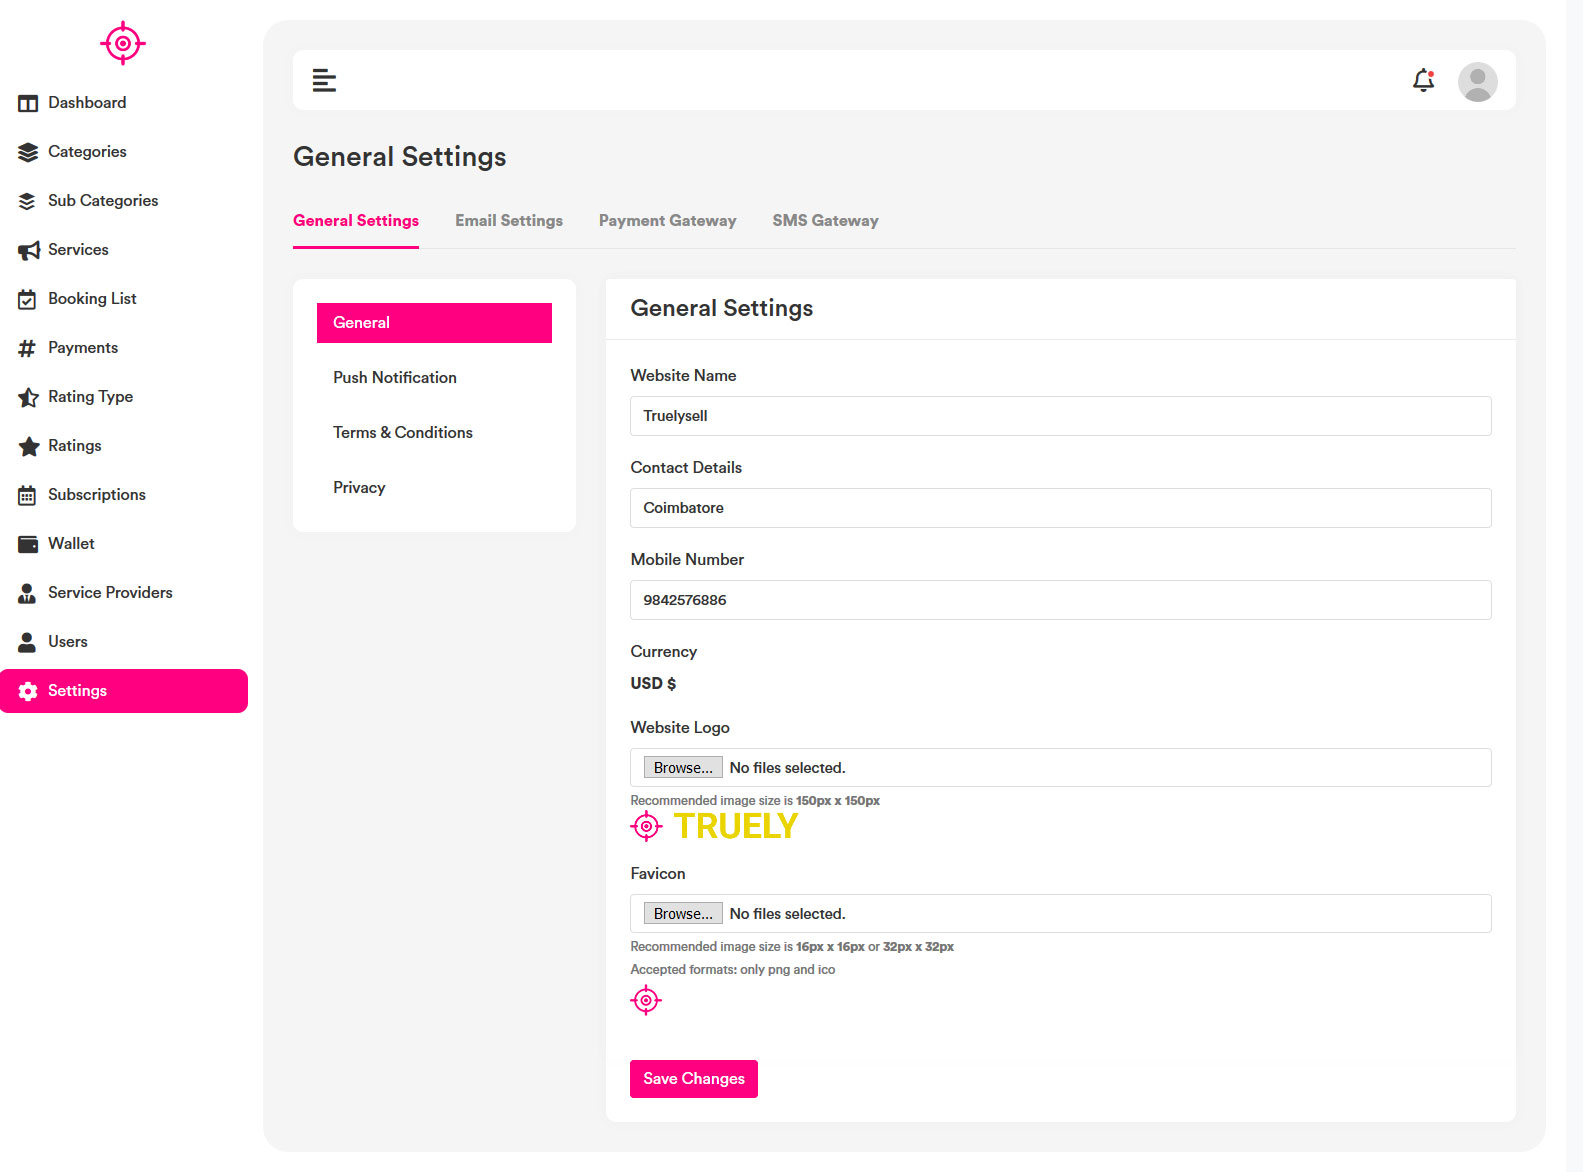 Dashboard
Categories
Sub Categories
Services
Booking List
Payments
Rating Type
Ratings
Subscriptions
Wallet
Service Providers
Users
Settings
General Settings
General Settings Email Settings Payment Gateway SMS Gateway
General
Push Notification
Terms & Conditions
Privacy
General Settings
Website Name
Truelysell
Contact Details
Coimbatore
Mobile Number
9842576886
Currency
USD $
Website Logo
Browse... No files selected.
Recommended image size is 150px x 150px
TRUELY
Favicon
Browse... No files selected.
Recommended image size is 16px x 16px or 32px x 32px
Accepted formats: only png and ico
Save Changes